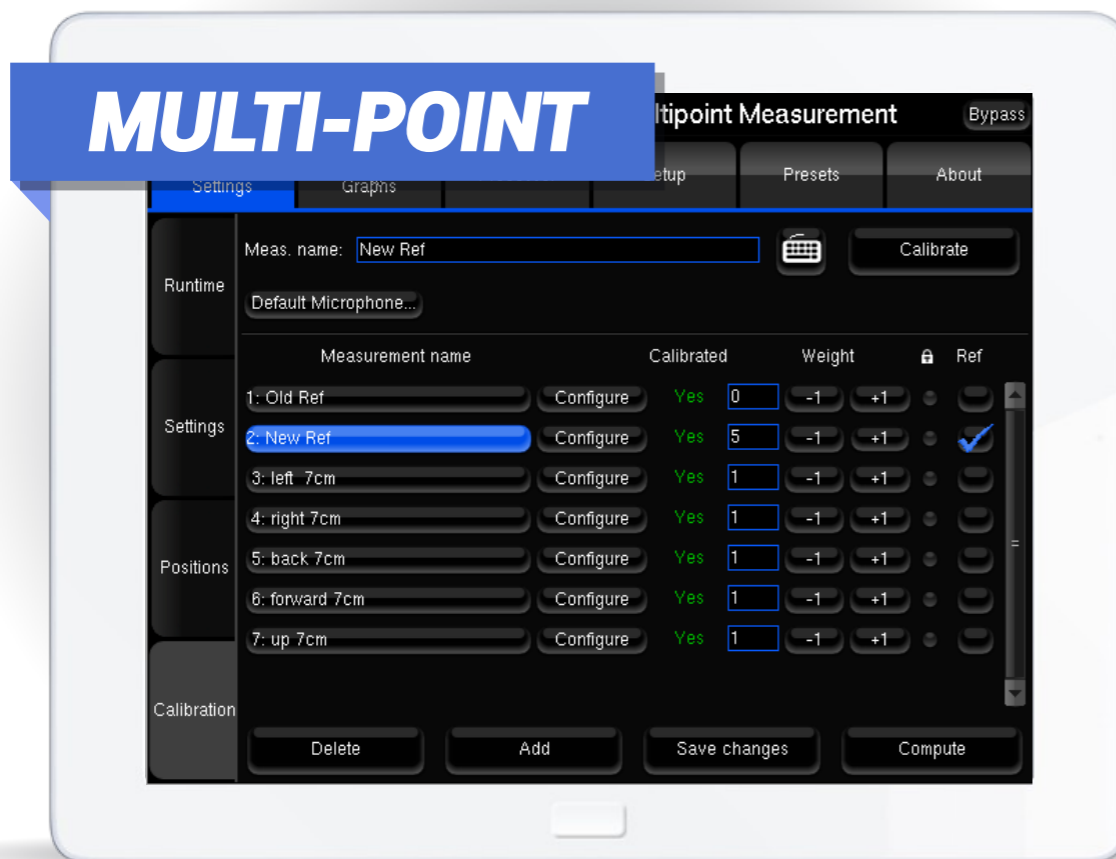 MULTI-POINT
ltipoint Measurement Bypass
Settings Graphs etup Presets About
Meas. name: New Ref Calibrate
Runtime
Default Microphone...
Measurement name Calibrated Weight Ref
1: Old Ref Configure Yes 0 -1 +1
Settings
2: New Ref Configure Yes 5 -1 +1
3: left 7cm Configure Yes 1 -1 +1
4: right 7cm Configure Yes 1 -1 +1
Positions
5: back 7cm Configure Yes 1 -1 +1
6: forward 7cm Configure Yes 1 -1 +1
7: up 7cm Configure Yes 1 -1 +1
Calibration
Delete Add Save changes Compute